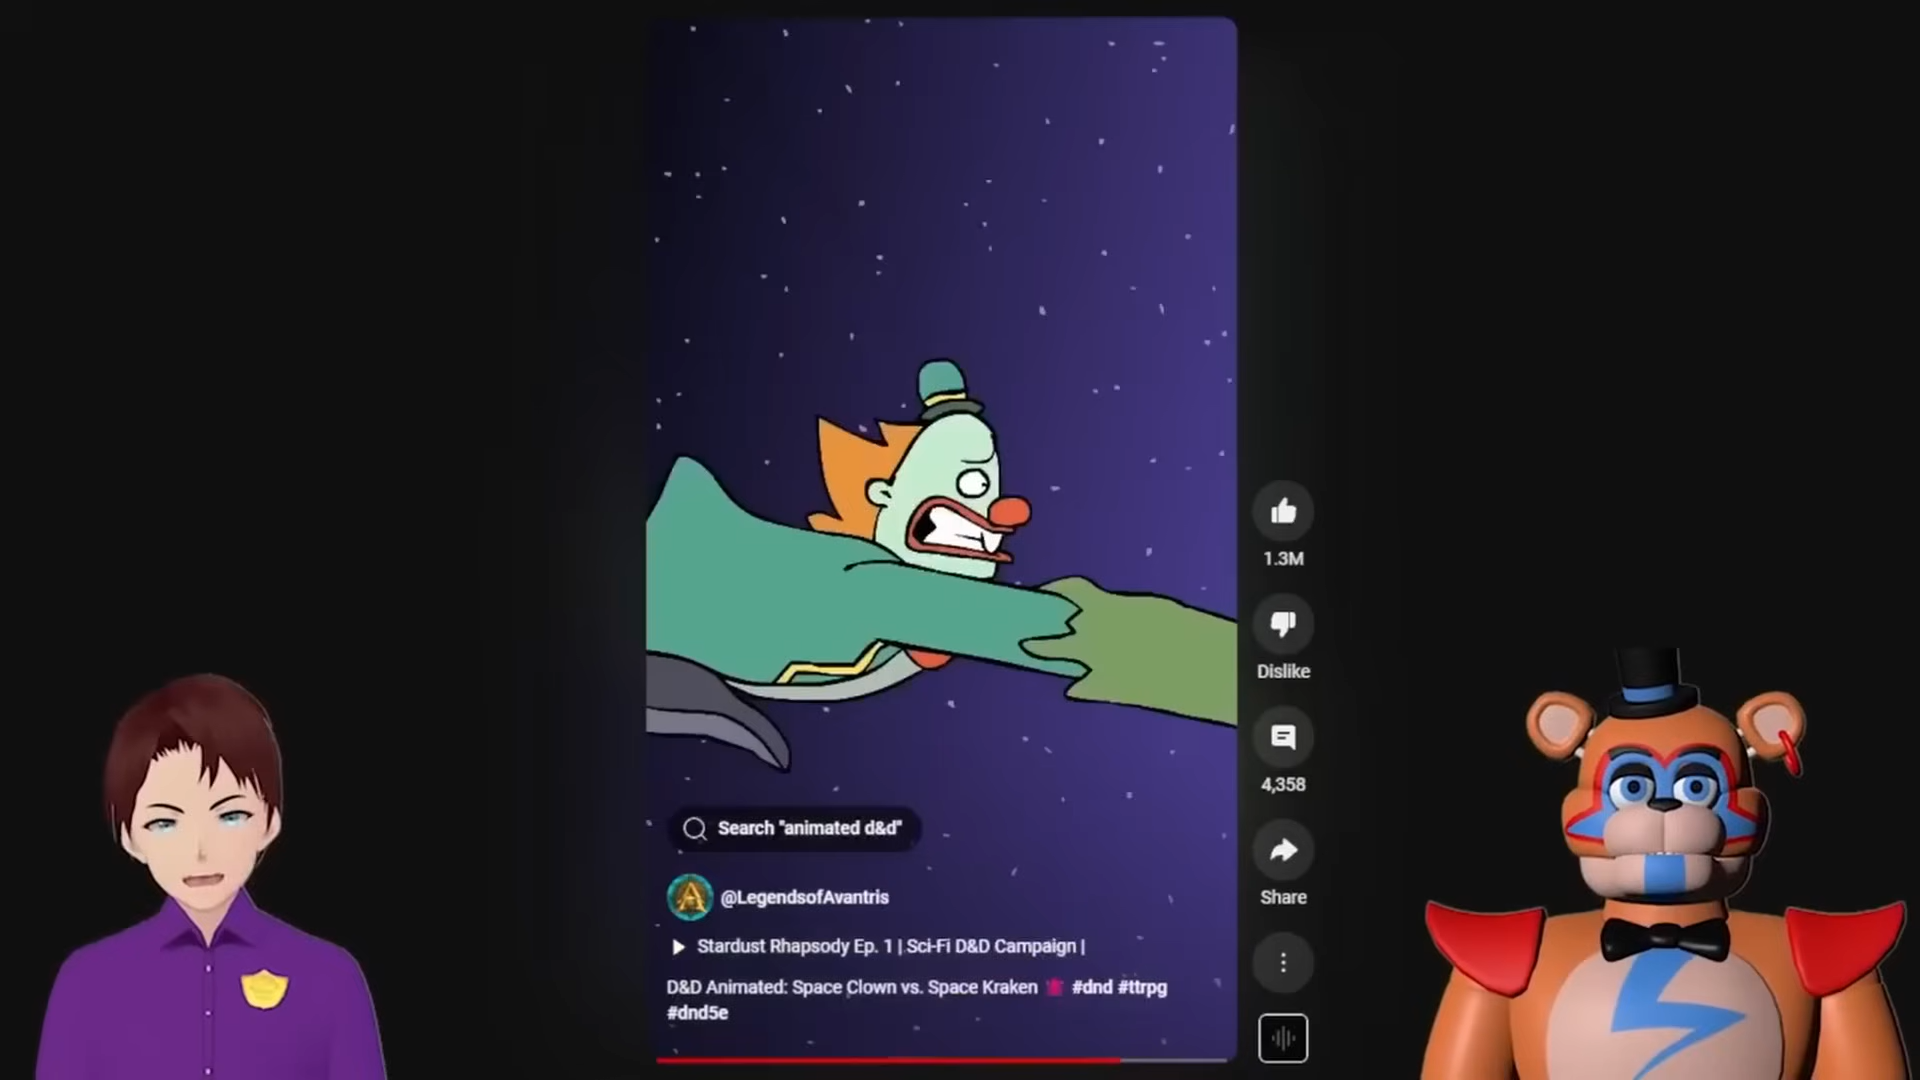 1.3M
Dislike
4,358
Search "animated d&d"
@LegendsofAvantris
Share
Stardust Rhapsody Ep. 1 | Sci-Fi D&D Campaign |
D&D Animated: Space Clown vs. Space Kraken #dnd #ttrpg
#dnd5e